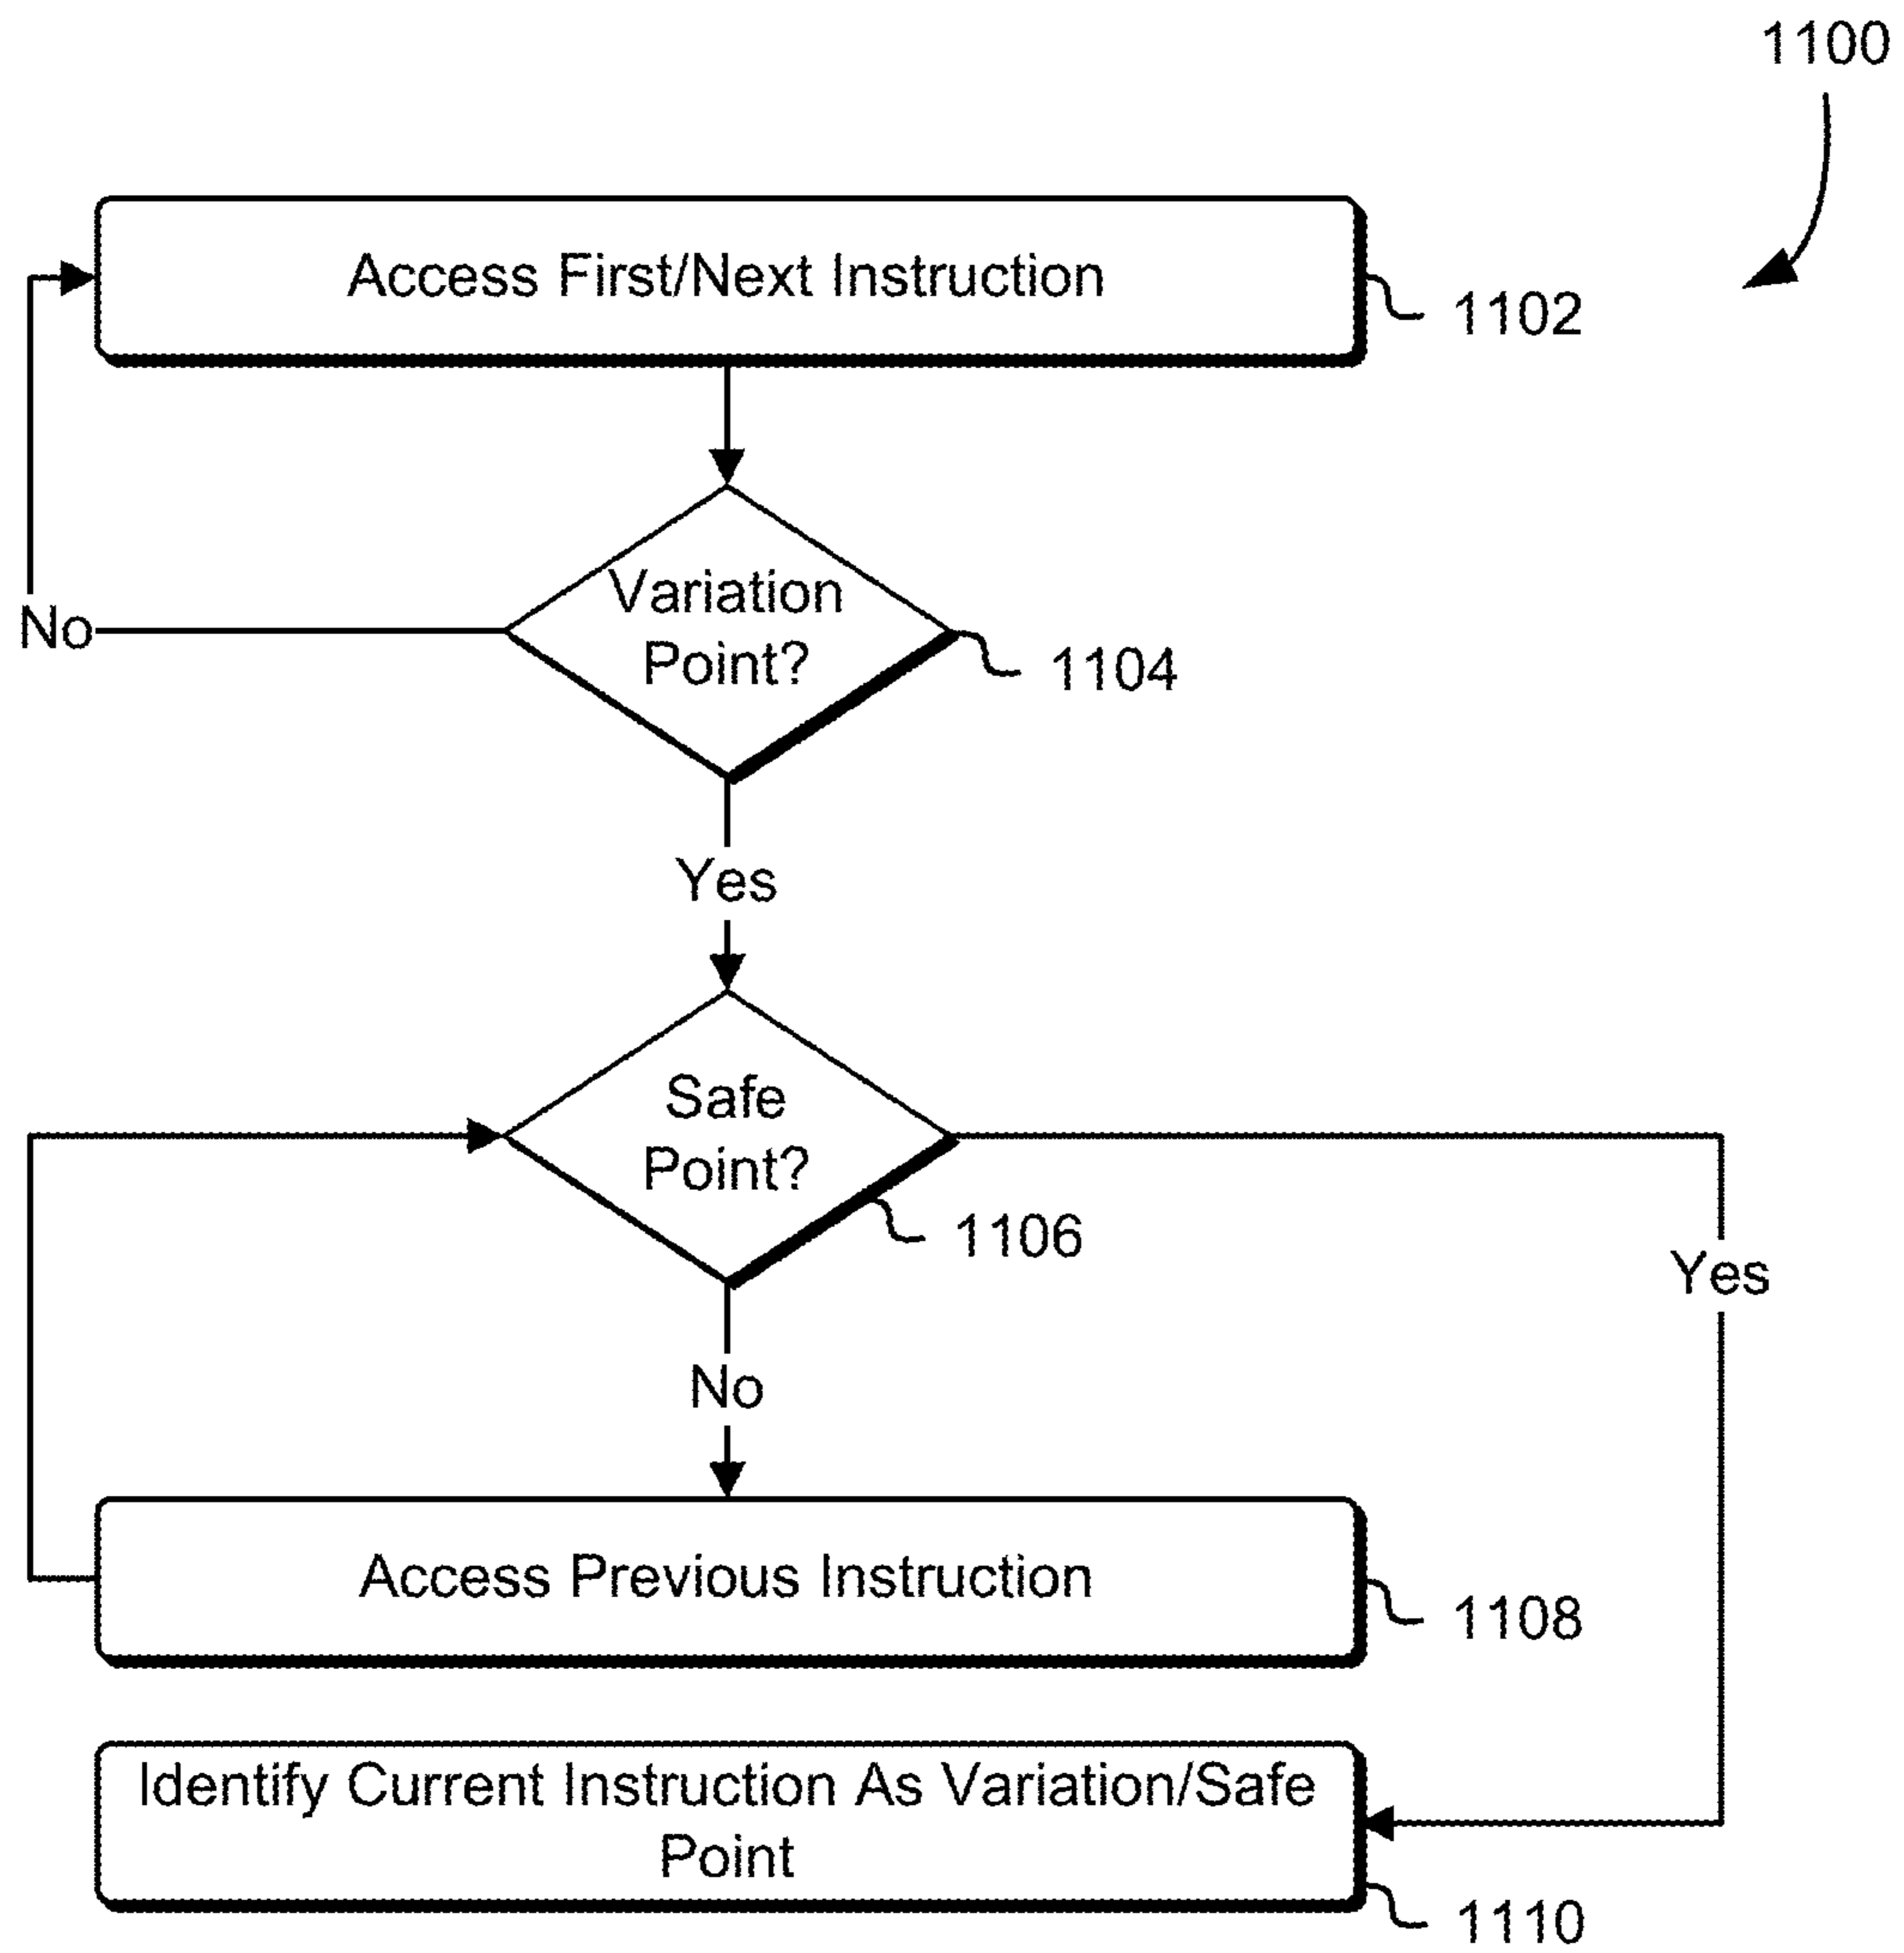 1100
Access First/Next Instruction
1102
Variation
Point?
1104
No
Yes
Safe
Point?
1106
Yes
No
Access Previous Instruction
1108
Identify Current Instruction As Variation/Safe
Point
1110